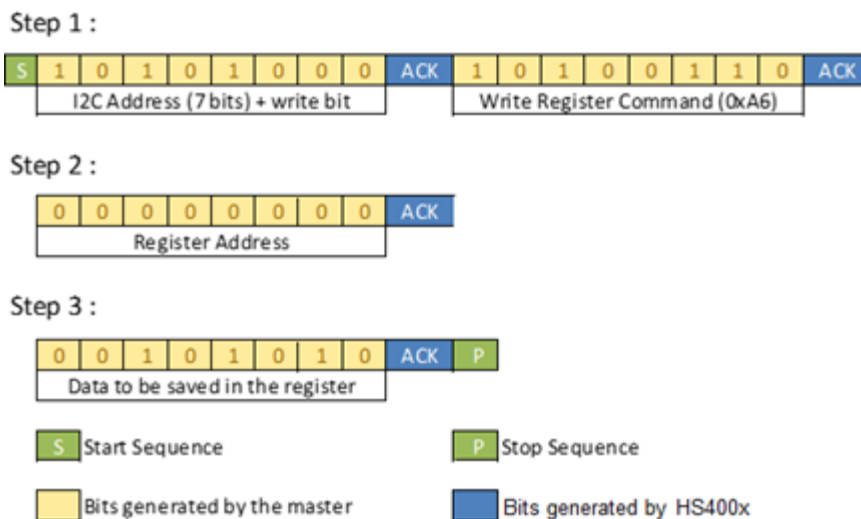 Step 1 :
S 1 0 1 0 1 0 0 0 ACK 1 0 1 0 0 1 1 0 ACK
I2C Address (7 bits) + write bit Write Register Command (0xA6)
Step 2 :
0 0 0 0 0 0 0 0 ACK
Register Address
Step 3 :
0 0 1 0 1 0 1 0 ACK P
Data to be saved in the register
S Start Sequence P Stop Sequence
Bits generated by the master Bits generated by HS400x